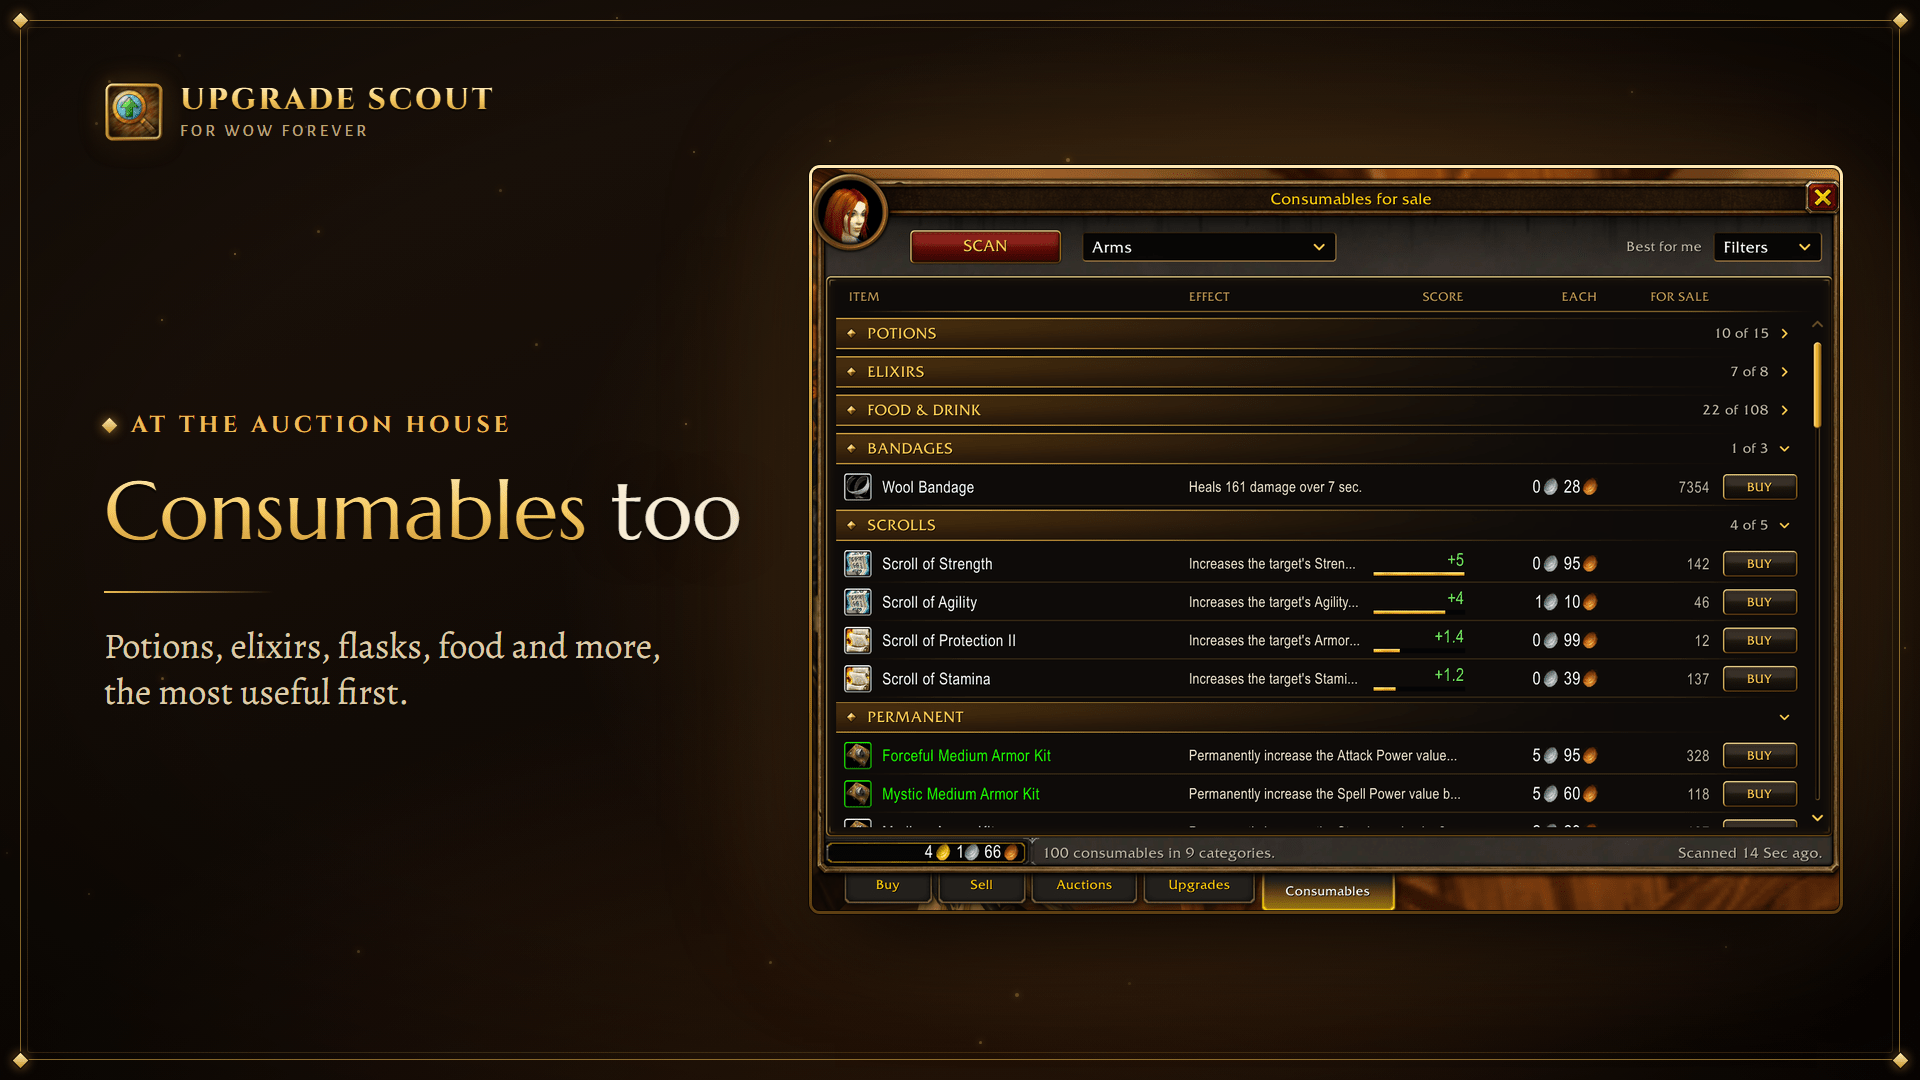 UPGRADE SCOUT
FOR WOW FOREVER
AT THE AUCTION HOUSE
Consumables too
Potions, elixirs, flasks, food and more,
the most useful first.
Consumables for sale
SCAN Arms Best for me Filters
ITEM EFFECT SCORE EACH FOR SALE
POTIONS 10 of 15
ELIXIRS 7 of 8
FOOD & DRINK 22 of 108
BANDAGES 1 of 3
Wool Bandage Heals 161 damage over 7 sec. 0 28 7354 BUY
SCROLLS 4 of 5
Scroll of Strength Increases the target's Stren... +5 0 95 142 BUY
Scroll of Agility Increases the target's Agility... +4 1 10 46 BUY
Scroll of Protection II Increases the target's Armor... +1.4 0 99 12 BUY
Scroll of Stamina Increases the target's Stami... +1.2 0 39 137 BUY
PERMANENT
Forceful Medium Armor Kit Permanently increase the Attack Power value... 5 95 328 BUY
Mystic Medium Armor Kit Permanently increase the Spell Power value b... 5 60 118 BUY
4 1 66 100 consumables in 9 categories. Scanned 14 Sec ago.
Buy Sell Auctions Upgrades Consumables